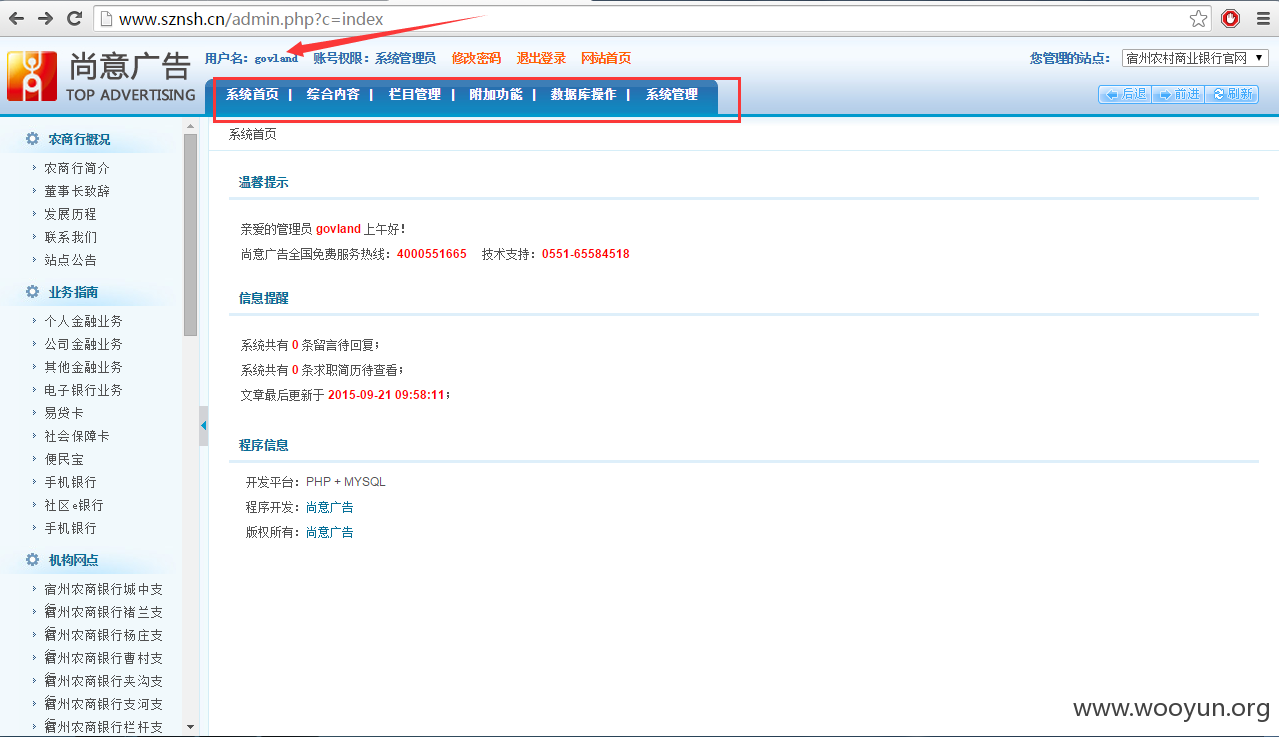 www.sznsh.cn/admin.php?c=index
尚意广告
TOP ADVERTISING
用户名：govland 账号权限：系统管理员 修改密码 退出登录 网站首页
您管理的站点： 宿州农村商业银行官网
系统首页 | 综合内容 | 栏目管理 | 附加功能 | 数据库操作 | 系统管理
后退 前进 刷新
农商行概况
农商行简介
董事长致辞
发展历程
联系我们
站点公告
业务指南
个人金融业务
公司金融业务
其他金融业务
电子银行业务
易贷卡
社会保障卡
便民宝
手机银行
社区e银行
手机银行
机构网点
宿州农商银行城中支行
宿州农商银行褚兰支行
宿州农商银行杨庄支行
宿州农商银行曹村支行
宿州农商银行夹沟支行
宿州农商银行支河支行
宿州农商银行栏杆支
系统首页
温馨提示
亲爱的管理员 govland 上午好！
尚意广告全国免费服务热线：4000551665 技术支持：0551-65584518
信息提醒
系统共有 0 条留言待回复；
系统共有 0 条求职简历待查看；
文章最后更新于 2015-09-21 09:58:11；
程序信息
开发平台：PHP + MYSQL
程序开发：尚意广告
版权所有：尚意广告
www.wooyun.org